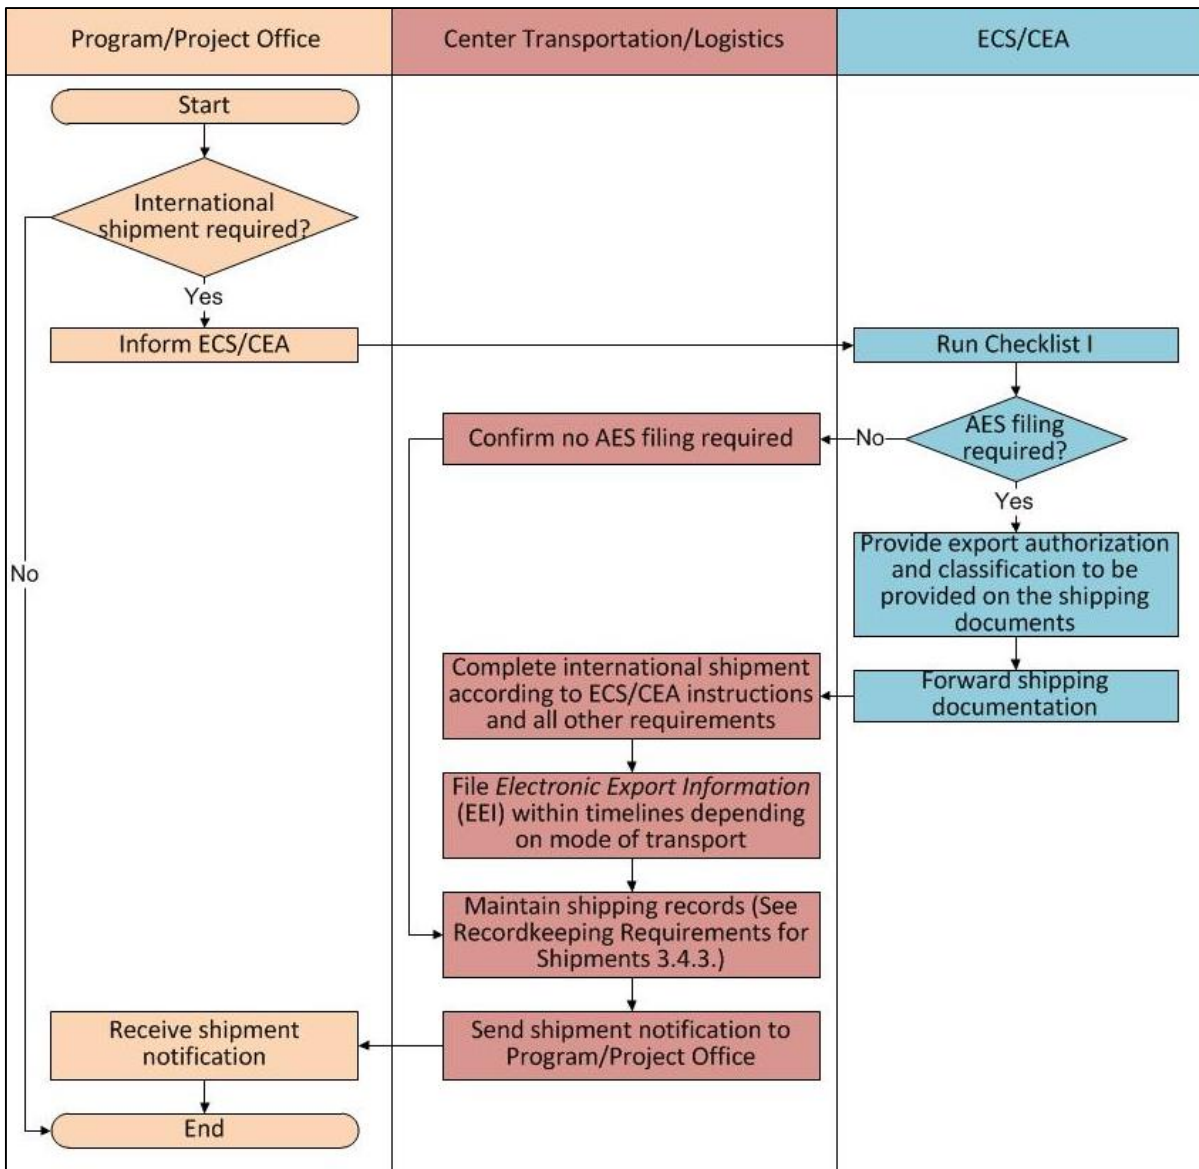 Program/Project Office
Center Transportation/Logistics
ECS/CEA
Start
International
shipment required?
Yes
Inform ECS/CEA
Run Checklist I
AES filing
required?
No
Confirm no AES filing required
Yes
Provide export authorization
and classification to be
provided on the shipping
documents
No
Forward shipping
documentation
Complete international shipment
according to ECS/CEA instructions
and all other requirements
File Electronic Export Information
(EEI) within timelines depending
on mode of transport
Maintain shipping records (See
Recordkeeping Requirements for
Shipments 3.4.3.)
Send shipment notification to
Program/Project Office
Receive shipment
notification
End